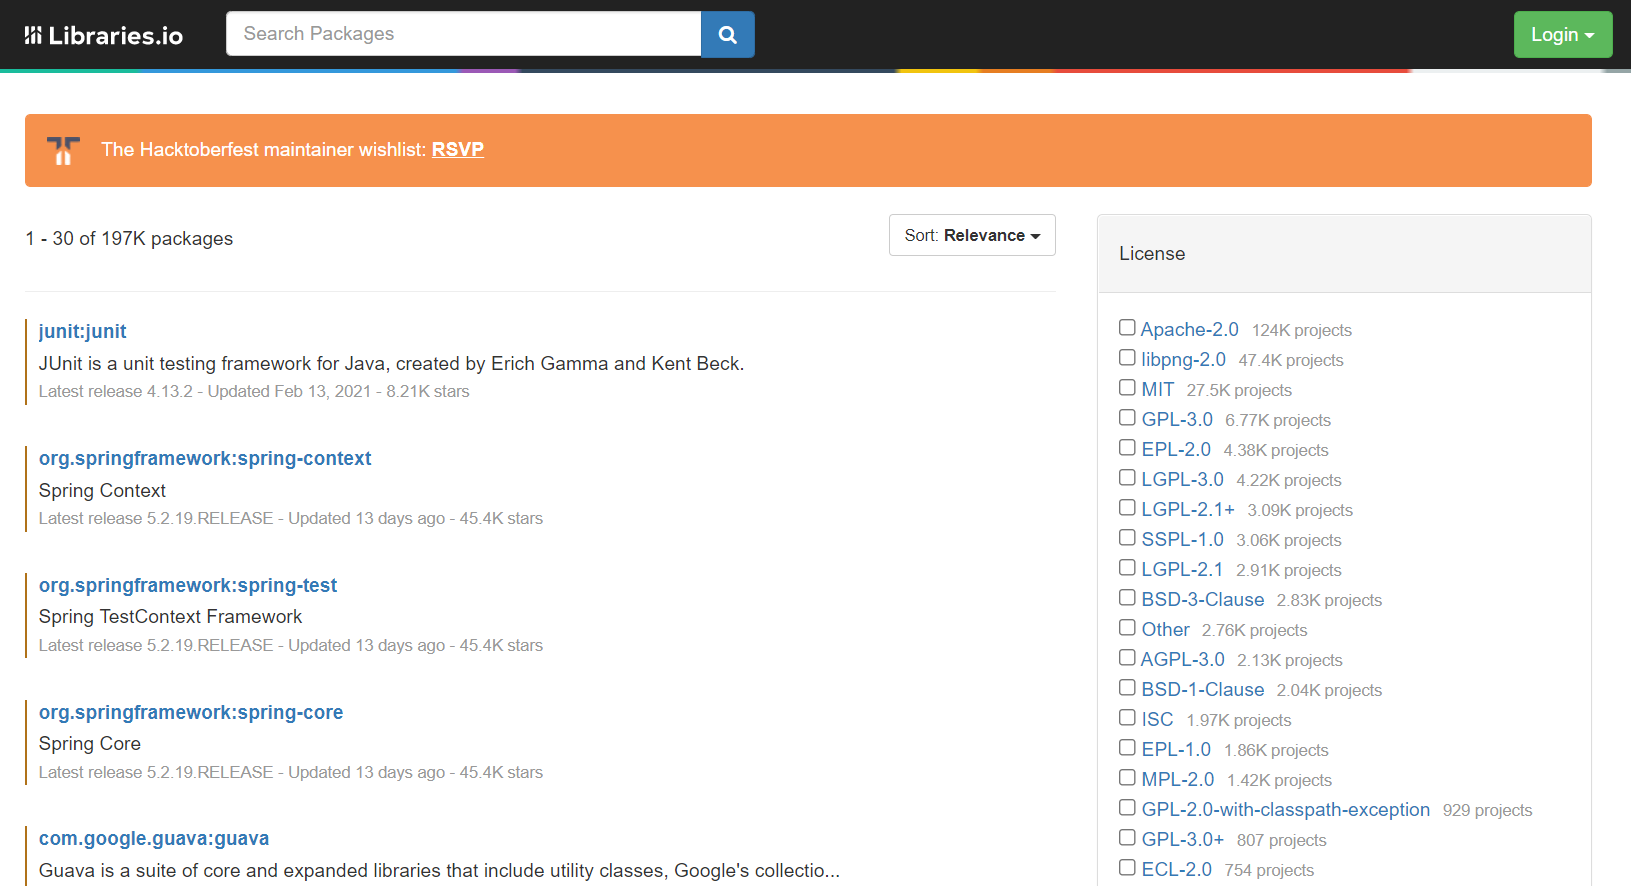 Libraries.io
Search Packages
Login
The Hacktoberfest maintainer wishlist: RSVP
1 - 30 of 197K packages
Sort: Relevance
junit:junit
JUnit is a unit testing framework for Java, created by Erich Gamma and Kent Beck.
Latest release 4.13.2 - Updated Feb 13, 2021 - 8.21K stars
org.springframework:spring-context
Spring Context
Latest release 5.2.19.RELEASE - Updated 13 days ago - 45.4K stars
org.springframework:spring-test
Spring TestContext Framework
Latest release 5.2.19.RELEASE - Updated 13 days ago - 45.4K stars
org.springframework:spring-core
Spring Core
Latest release 5.2.19.RELEASE - Updated 13 days ago - 45.4K stars
com.google.guava:guava
Guava is a suite of core and expanded libraries that include utility classes, Google's collectio...
License
Apache-2.0 124K projects
libpng-2.0 47.4K projects
MIT 27.5K projects
GPL-3.0 6.77K projects
EPL-2.0 4.38K projects
LGPL-3.0 4.22K projects
LGPL-2.1+ 3.09K projects
SSPL-1.0 3.06K projects
LGPL-2.1 2.91K projects
BSD-3-Clause 2.83K projects
Other 2.76K projects
AGPL-3.0 2.13K projects
BSD-1-Clause 2.04K projects
ISC 1.97K projects
EPL-1.0 1.86K projects
MPL-2.0 1.42K projects
GPL-2.0-with-classpath-exception 929 projects
GPL-3.0+ 807 projects
ECL-2.0 754 projects